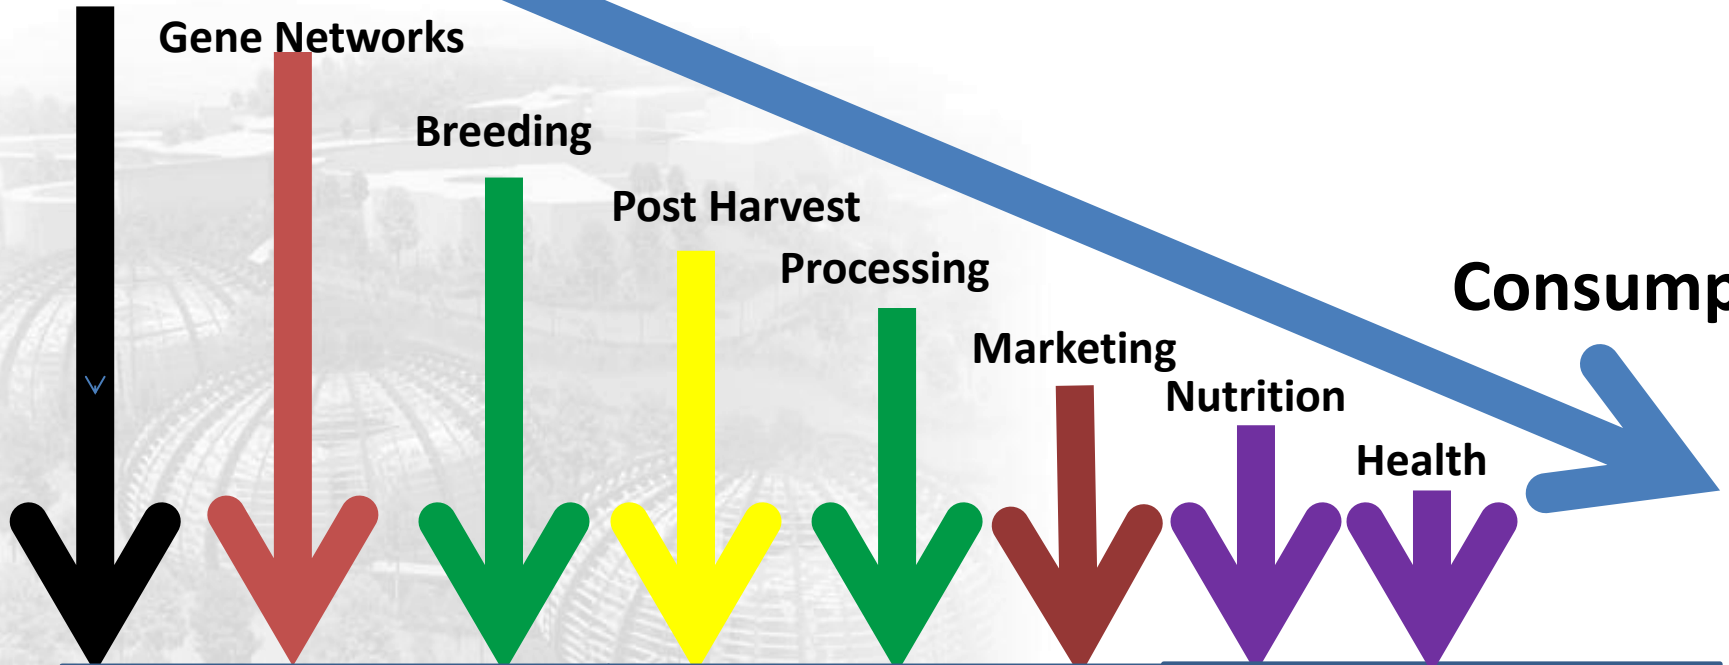 Gene Networks
Breeding
Post Harvest
Processing
Consump
Marketing
Nutrition
Health